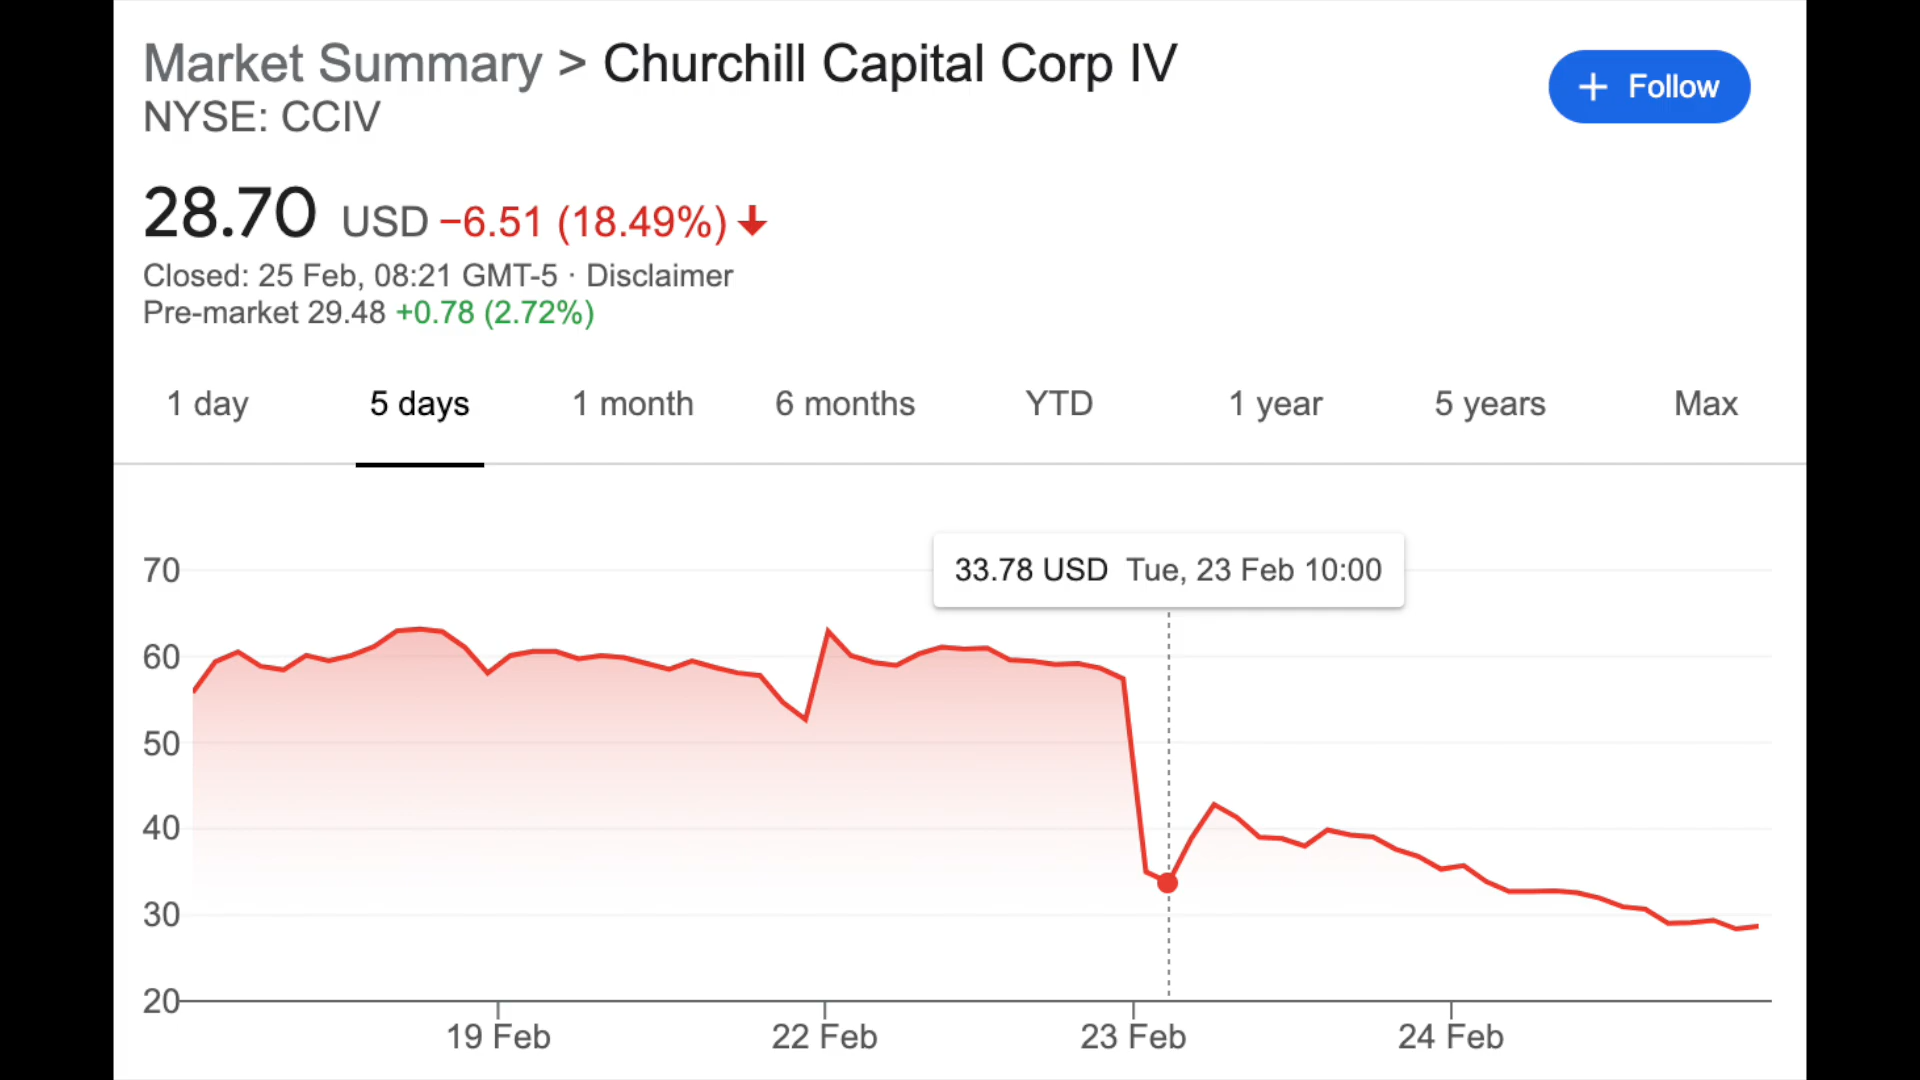 Market Summary > Churchill Capital Corp IV
NYSE: CCIV
+ Follow
28.70 USD −6.51 (18.49%) ↓
Closed: 25 Feb, 08:21 GMT-5 · Disclaimer
Pre-market 29.48 +0.78 (2.72%)
1 day 5 days 1 month 6 months YTD 1 year 5 years Max
33.78 USD Tue, 23 Feb 10:00
70
60
50
40
30
20
19 Feb 22 Feb 23 Feb 24 Feb